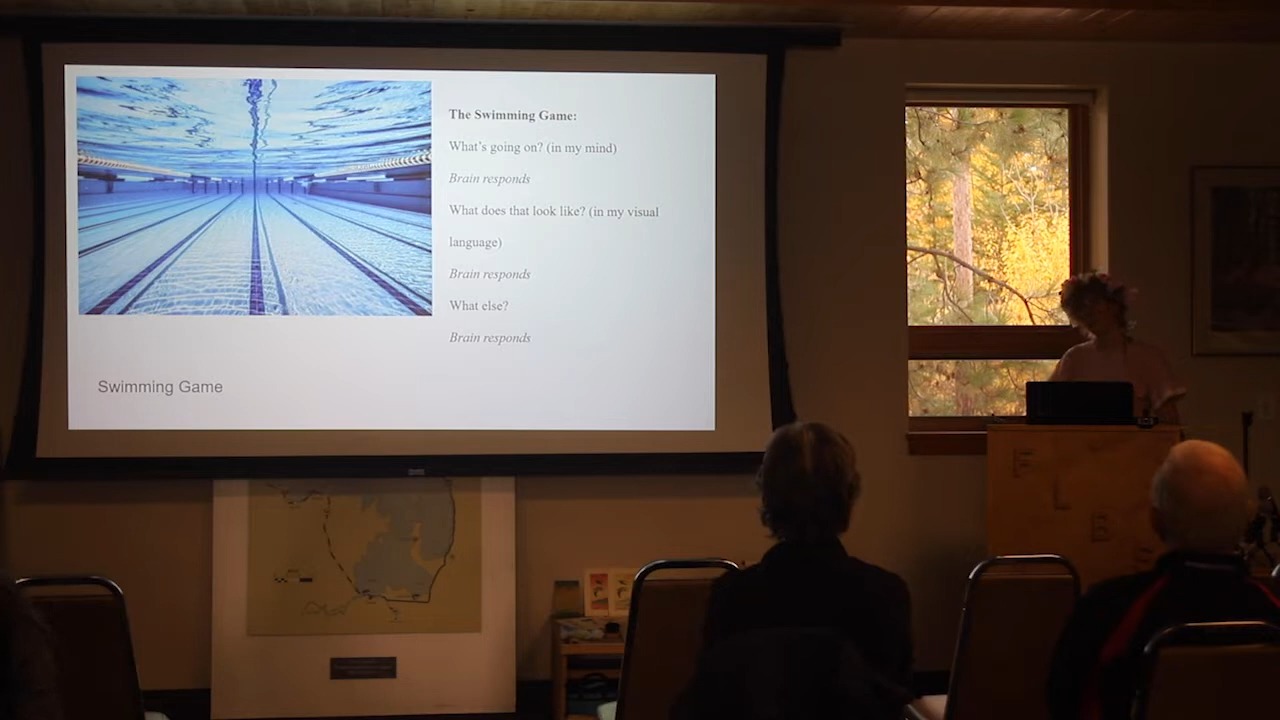 The Swimming Game:
What's going on? (in my mind)
Brain responds
What does that look like? (in my visual
language)
Brain responds
What else?
Brain responds
Swimming Game
F
L
B
S